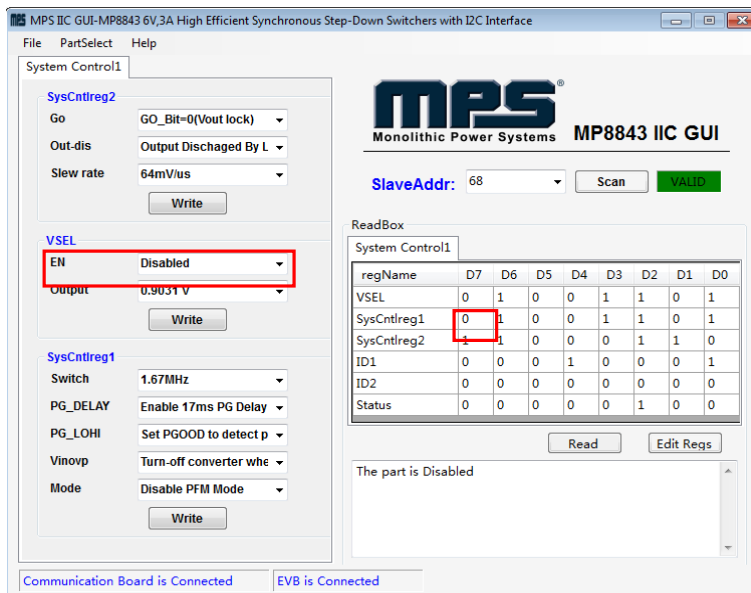 MPS IIC GUI-MP8843 6V,3A High Efficient Synchronous Step-Down Switchers with I2C Interface
File PartSelect Help
System Control1
SysCntlreg2
Go GO_Bit=0(Vout lock)
Out-dis Output Dischaged By L
Slew rate 64mV/us
Write
VSEL
EN Disabled
Output 0.9031 V
Write
SysCntlreg1
Switch 1.67MHz
PG_DELAY Enable 17ms PG Delay
PG_LOHI Set PGOOD to detect p
Vinovp Turn-off converter whe
Mode Disable PFM Mode
Write
mPS®
Monolithic Power Systems
MP8843 IIC GUI
SlaveAddr: 68 Scan VALID
ReadBox
System Control1
regName D7 D6 D5 D4 D3 D2 D1 D0
VSEL 0 1 0 0 1 1 0 1
SysCntlreg1 0 1 0 0 1 1 0 1
SysCntlreg2 1 1 0 0 0 1 1 0
ID1 0 0 0 1 0 0 0 1
ID2 0 0 0 0 0 0 0 0
Status 0 0 0 0 0 1 0 0
Read Edit Regs
The part is Disabled
Communication Board is Connected EVB is Connected